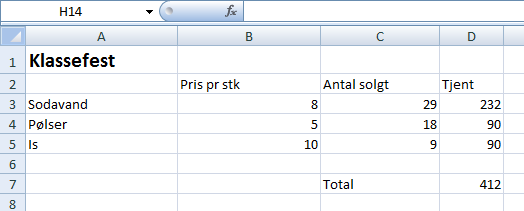 H14 fx
A B C D
1 Klassefest
2 Pris pr stk Antal solgt Tjent
3 Sodavand 8 29 232
4 Pølser 5 18 90
5 Is 10 9 90
6
7 Total 412
8